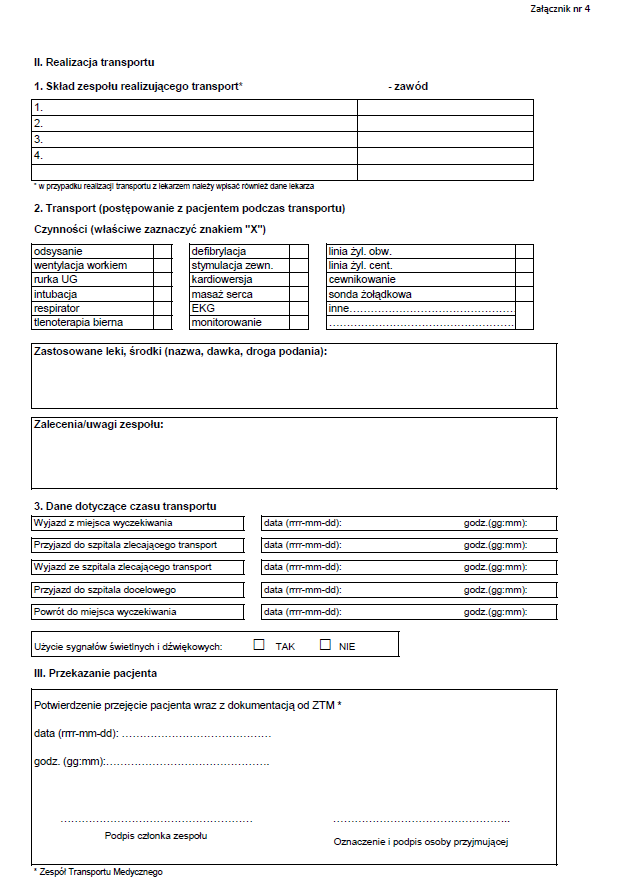 Załącznik nr 4
II. Realizacja transportu
1. Skład zespołu realizującego transport* - zawód
1.
2.
3.
4.
* w przypadku realizacji transportu z lekarzem należy wpisać również dane lekarza
2. Transport (postępowanie z pacjentem podczas transportu)
Czynności (właściwe zaznaczyć znakiem "X")
odsysanie defibrylacja linia żyl. obw.
wentylacja workiem stymulacja zewn. linia żyl. cent.
rurka UG kardiowersja cewnikowanie
intubacja masaż serca sonda żołądkowa
respirator EKG inne……………………………………….
tlenoterapia bierna monitorowanie …………………………………………….
Zastosowane leki, środki (nazwa, dawka, droga podania):
Zalecenia/uwagi zespołu:
3. Dane dotyczące czasu transportu
Wyjazd z miejsca wyczekiwania data (rrrr-mm-dd): godz.(gg:mm):
Przyjazd do szpitala zlecającego transport data (rrrr-mm-dd): godz.(gg:mm):
Wyjazd ze szpitala zlecającego transport data (rrrr-mm-dd): godz.(gg:mm):
Przyjazd do szpitala docelowego data (rrrr-mm-dd): godz.(gg:mm):
Powrót do miejsca wyczekiwania data (rrrr-mm-dd): godz.(gg:mm):
Użycie sygnałów świetlnych i dźwiękowych: ☐ TAK ☐ NIE
III. Przekazanie pacjenta
Potwierdzenie przejęcie pacjenta wraz z dokumentacją od ZTM *
data (rrrr-mm-dd): ……………………………………
godz. (gg:mm):……………………………………….
……………………………………………… …………………………………………..
Podpis członka zespołu Oznaczenie i podpis osoby przyjmującej
* Zespół Transportu Medycznego